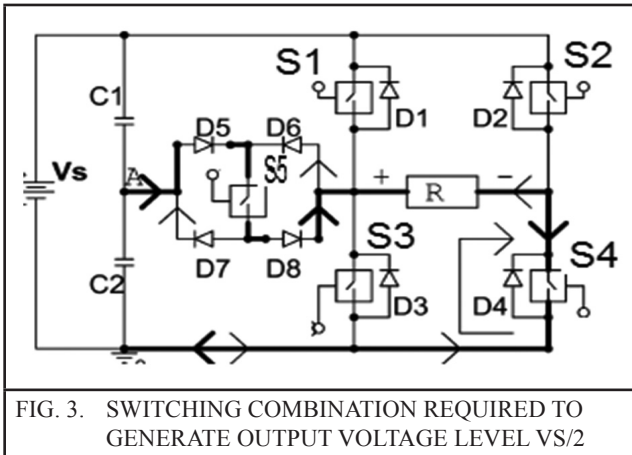 S1
S2
C1
D5
D6
D1
D2
Vs
A
S5
+
R
-
S3
S4
C2
D7
D8
D3
D4
FIG. 3. SWITCHING COMBINATION REQUIRED TO
GENERATE OUTPUT VOLTAGE LEVEL VS/2